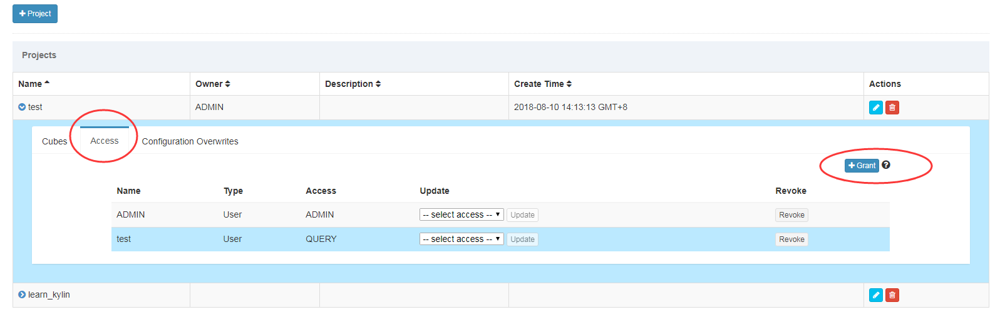 Project
Projects
Name Owner Description Create Time Actions
test ADMIN 2018-08-10 14:13:13 GMT+8
Cubes Access Configuration Overwrites
Grant ?
Name Type Access Update Revoke
ADMIN User ADMIN -- select access -- Update Revoke
test User QUERY -- select access -- Update Revoke
learn_kylin